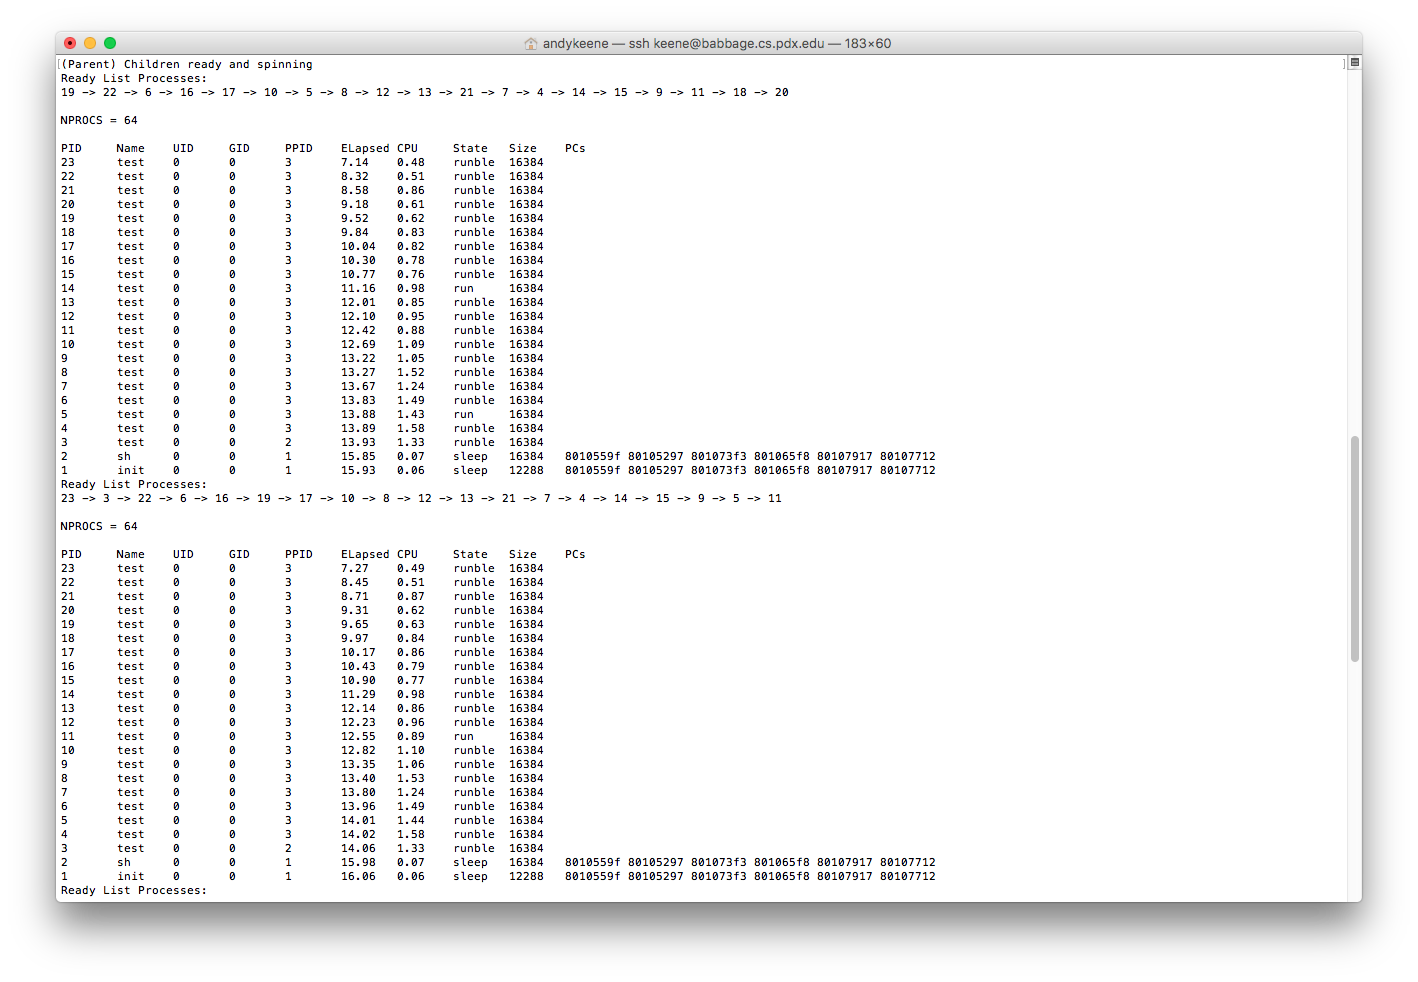 andykeene — ssh keene@babbage.cs.pdx.edu — 183×60
(Parent) Children ready and spinning
Ready List Processes:
19 -> 22 -> 6 -> 16 -> 17 -> 10 -> 5 -> 8 -> 12 -> 13 -> 21 -> 7 -> 4 -> 14 -> 15 -> 9 -> 11 -> 18 -> 20
NPROCS = 64
PID Name UID GID PPID ELapsed CPU State Size PCs
23 test 0 0 3 7.14 0.48 runble 16384
22 test 0 0 3 8.32 0.51 runble 16384
21 test 0 0 3 8.58 0.86 runble 16384
20 test 0 0 3 9.18 0.61 runble 16384
19 test 0 0 3 9.52 0.62 runble 16384
18 test 0 0 3 9.84 0.83 runble 16384
17 test 0 0 3 10.04 0.82 runble 16384
16 test 0 0 3 10.30 0.78 runble 16384
15 test 0 0 3 10.77 0.76 runble 16384
14 test 0 0 3 11.16 0.98 run 16384
13 test 0 0 3 12.01 0.85 runble 16384
12 test 0 0 3 12.10 0.95 runble 16384
11 test 0 0 3 12.42 0.88 runble 16384
10 test 0 0 3 12.69 1.09 runble 16384
9 test 0 0 3 13.22 1.05 runble 16384
8 test 0 0 3 13.27 1.52 runble 16384
7 test 0 0 3 13.67 1.24 runble 16384
6 test 0 0 3 13.83 1.49 runble 16384
5 test 0 0 3 13.88 1.43 run 16384
4 test 0 0 3 13.89 1.58 runble 16384
3 test 0 0 2 13.93 1.33 runble 16384
2 sh 0 0 1 15.85 0.07 sleep 16384 8010559f 80105297 801073f3 801065f8 80107917 80107712
1 init 0 0 1 15.93 0.06 sleep 12288 8010559f 80105297 801073f3 801065f8 80107917 80107712
Ready List Processes:
23 -> 3 -> 22 -> 6 -> 16 -> 19 -> 17 -> 10 -> 8 -> 12 -> 13 -> 21 -> 7 -> 4 -> 14 -> 15 -> 9 -> 5 -> 11
NPROCS = 64
PID Name UID GID PPID ELapsed CPU State Size PCs
23 test 0 0 3 7.27 0.49 runble 16384
22 test 0 0 3 8.45 0.51 runble 16384
21 test 0 0 3 8.71 0.87 runble 16384
20 test 0 0 3 9.31 0.62 runble 16384
19 test 0 0 3 9.65 0.63 runble 16384
18 test 0 0 3 9.97 0.84 runble 16384
17 test 0 0 3 10.17 0.86 runble 16384
16 test 0 0 3 10.43 0.79 runble 16384
15 test 0 0 3 10.90 0.77 runble 16384
14 test 0 0 3 11.29 0.98 runble 16384
13 test 0 0 3 12.14 0.86 runble 16384
12 test 0 0 3 12.23 0.96 runble 16384
11 test 0 0 3 12.55 0.89 run 16384
10 test 0 0 3 12.82 1.10 runble 16384
9 test 0 0 3 13.35 1.06 runble 16384
8 test 0 0 3 13.40 1.53 runble 16384
7 test 0 0 3 13.80 1.24 runble 16384
6 test 0 0 3 13.96 1.49 runble 16384
5 test 0 0 3 14.01 1.44 runble 16384
4 test 0 0 3 14.02 1.58 runble 16384
3 test 0 0 2 14.06 1.33 runble 16384
2 sh 0 0 1 15.98 0.07 sleep 16384 8010559f 80105297 801073f3 801065f8 80107917 80107712
1 init 0 0 1 16.06 0.06 sleep 12288 8010559f 80105297 801073f3 801065f8 80107917 80107712
Ready List Processes: